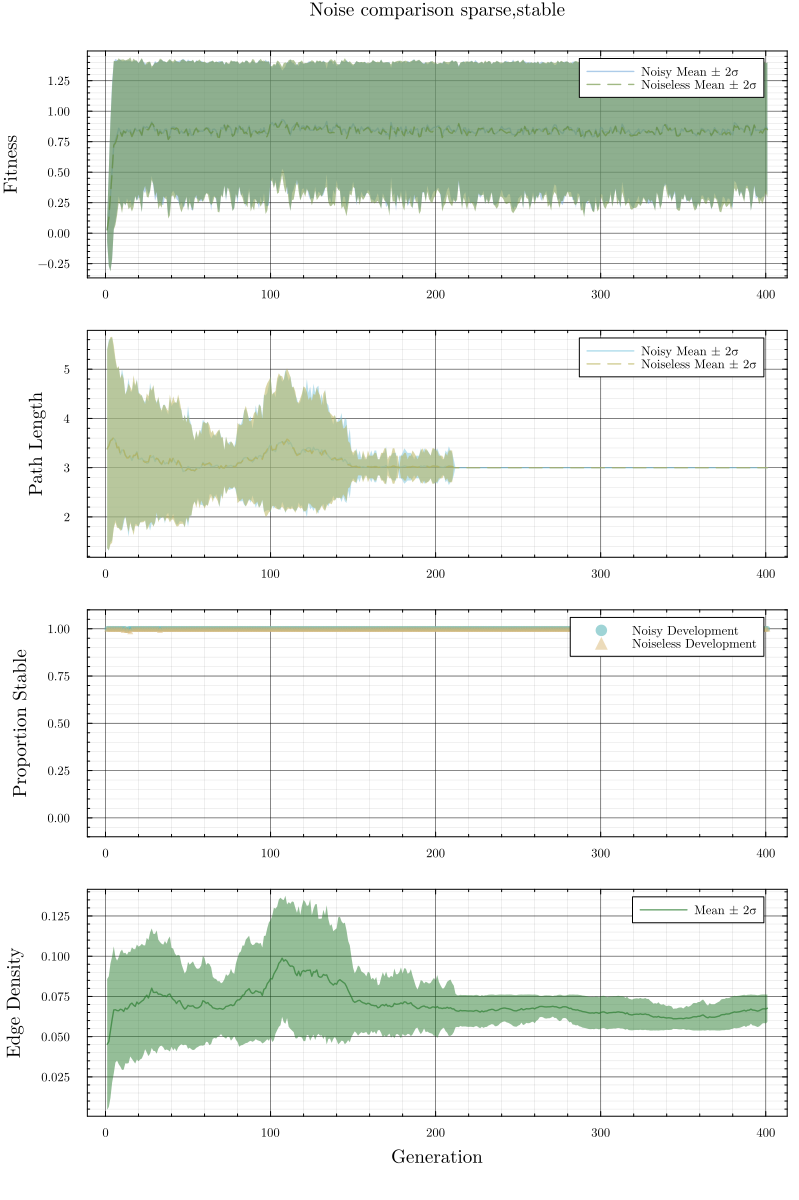 Noise comparison sparse,stable
Fitness
1.25
1.00
0.75
0.50
0.25
0.00
−0.25
Noisy Mean ± 2σ
Noiseless Mean ± 2σ
0 100 200 300 400
Path Length
5
4
3
2
Noisy Mean ± 2σ
Noiseless Mean ± 2σ
0 100 200 300 400
Proportion Stable
1.00
0.75
0.50
0.25
0.00
Noisy Development
Noiseless Development
0 100 200 300 400
Edge Density
0.125
0.100
0.075
0.050
0.025
Mean ± 2σ
0 100 200 300 400
Generation